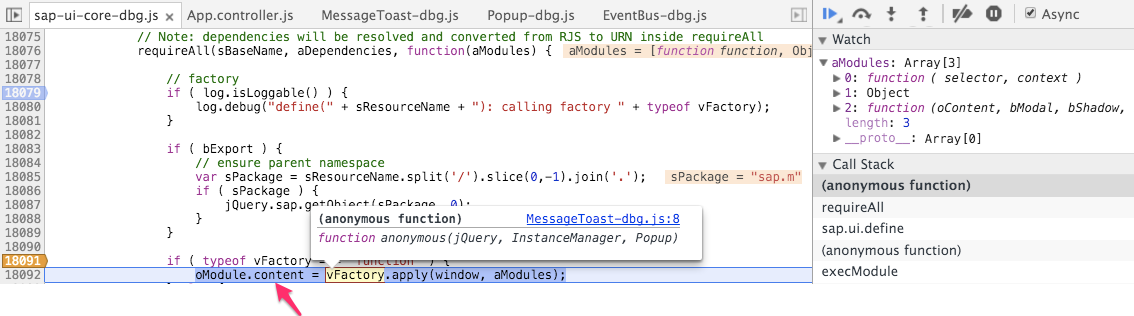 sap-ui-core-dbg.js × App.controller.js MessageToast-dbg.js Popup-dbg.js EventBus-dbg.js
Async
18075 // Note: dependencies will be resolved and converted from RJS to URN inside requireAll
18076 requireAll(sBaseName, aDependencies, function(aModules) { aModules = [function function, Obj
18077
18078 // factory
18079 if ( log.isLoggable() ) {
18080 log.debug("define(" + sResourceName + "): calling factory " + typeof vFactory);
18081 }
18082
18083 if ( bExport ) {
18084 // ensure parent namespace
18085 var sPackage = sResourceName.split('/').slice(0,-1).join('.'); sPackage = "sap.m"
18086 if ( sPackage ) {
18087 jQuery.sap.getObject(sPackage, 0);
18088 }
18089 }
18090
(anonymous function) MessageToast-dbg.js:8
function anonymous(jQuery, InstanceManager, Popup)
18091 if ( typeof vFactory = function ) {
18092 oModule.content = vFactory.apply(window, aModules);
Watch
aModules: Array[3]
0: function ( selector, context )
1: Object
2: function (oContent, bModal, bShadow,
length: 3
__proto__: Array[0]
Call Stack
(anonymous function)
requireAll
sap.ui.define
(anonymous function)
execModule